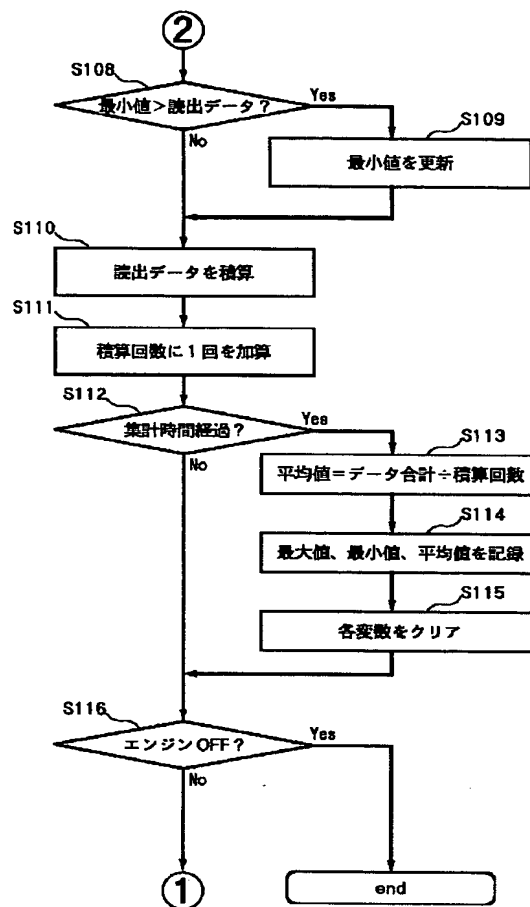 ②
S108
最小値>読出データ?
Yes
No
S109
最小値を更新
S110
読出データを積算
S111
積算回数に1回を加算
S112
集計時間経過?
Yes
No
S113
平均値=データ合計÷積算回数
S114
最大値、最小値、平均値を記録
S115
各変数をクリア
S116
エンジンOFF?
Yes
No
①
end